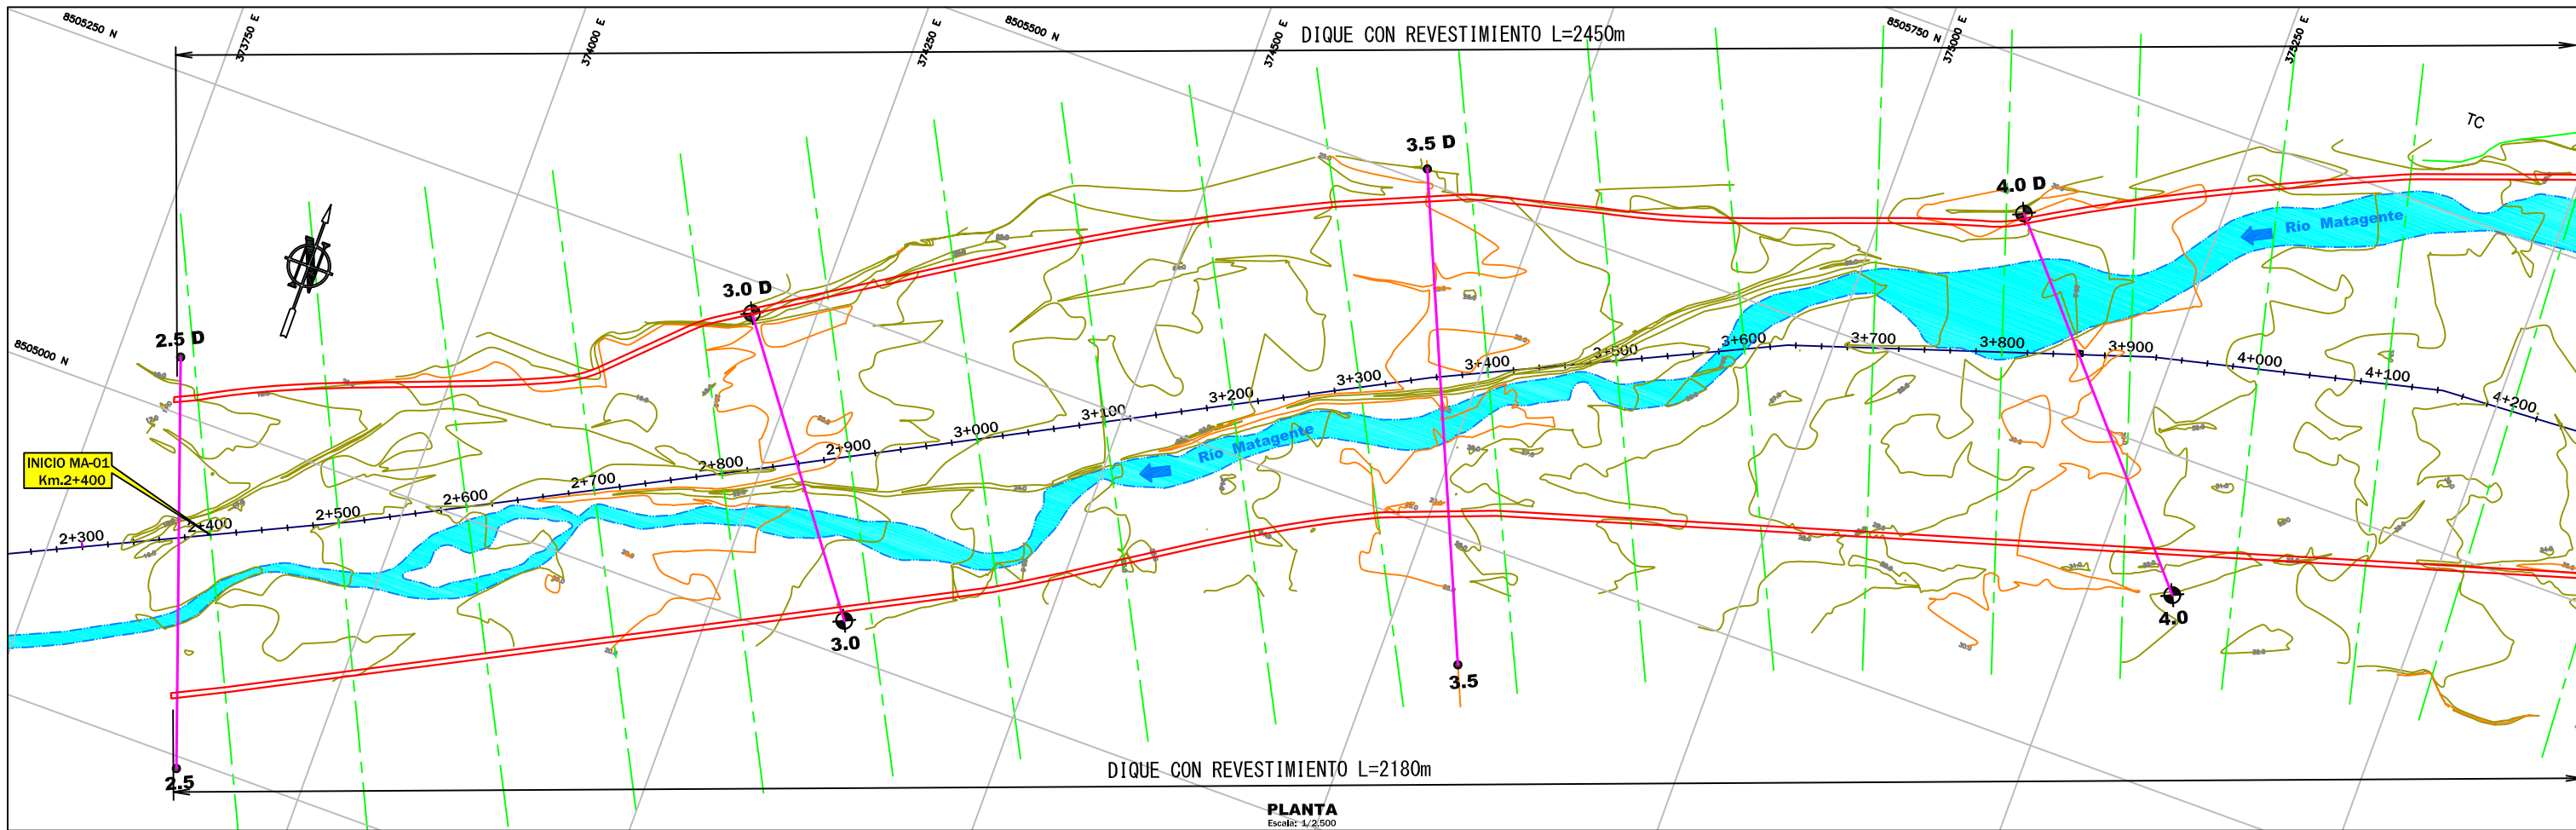 8505250 N
373750 E
374000 E
374250 E
8505500 N
374500 E
DIQUE CON REVESTIMIENTO L=2450m
8505750 N
375000 E
375250 E
TC
3.5 D
4.0 D
Río Matagente
3.0 D
2.5 D
8505000 N
INICIO MA-01
Km.2+400
2+300
2+400
2+500
2+600
2+700
2+800
2+900
3+000
3+100
3+200
3+300
3+400
3+500
3+600
3+700
3+800
3+900
4+000
4+100
4+200
Río Matagente
2.5
3.0
3.5
4.0
DIQUE CON REVESTIMIENTO L=2180m
PLANTA
Escala: 1/2,500